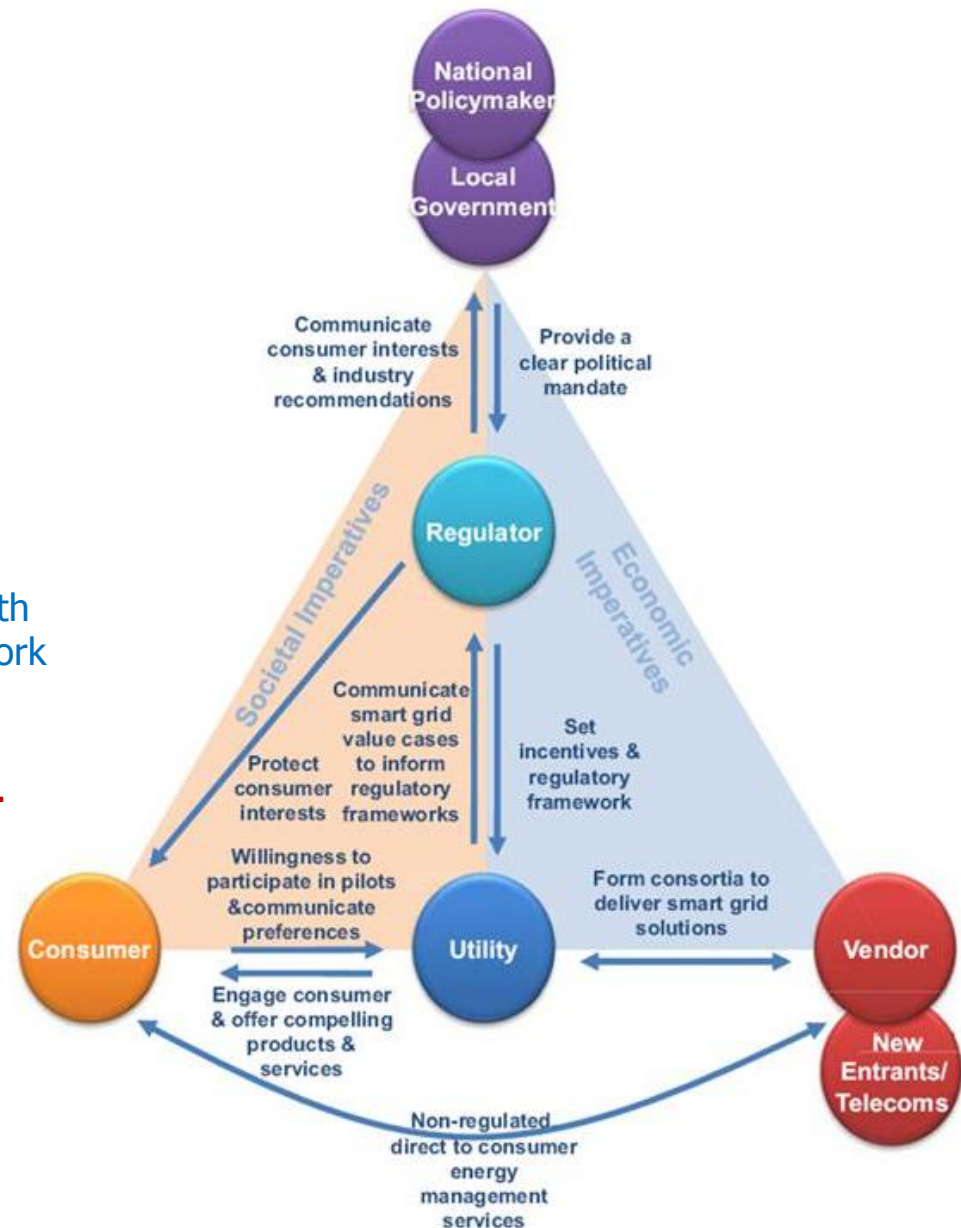 National
Policymaker
Local
Government
Communicate
consumer interests
& industry
recommendations
Provide a
clear political
mandate
Regulator
Societal Imperatives
Economic
Imperatives
th
ork
.
Communicate
smart grid
value cases
to inform
regulatory
frameworks
Set
incentives &
regulatory
framework
Protect
consumer
interests
Willingness to
participate in pilots
&communicate
preferences
Form consortia to
deliver smart grid
solutions
Consumer
Utility
Vendor
Engage consumer
& offer compelling
products &
services
New
Entrants/
Telecoms
Non-regulated
direct to consumer
energy
management
services